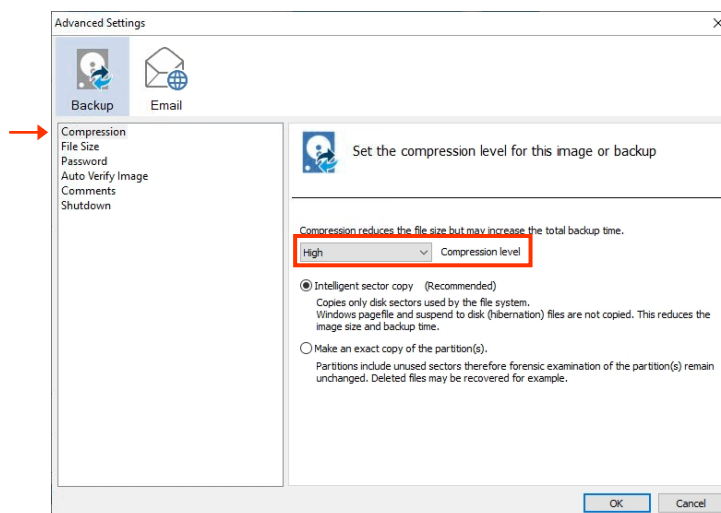 Advanced Settings
Backup
Email
Compression
File Size
Password
Auto Verify Image
Comments
Shutdown
Set the compression level for this image or backup
Compression reduces the file size but may increase the total backup time.
High Compression level
Intelligent sector copy (Recommended)
Copies only disk sectors used by the file system.
Windows pagefile and suspend to disk (hibernation) files are not copied. This reduces the
image size and backup time.
Make an exact copy of the partition(s).
Partitions include unused sectors therefore forensic examination of the partition(s) remain
unchanged. Deleted files may be recovered for example.
OK
Cancel